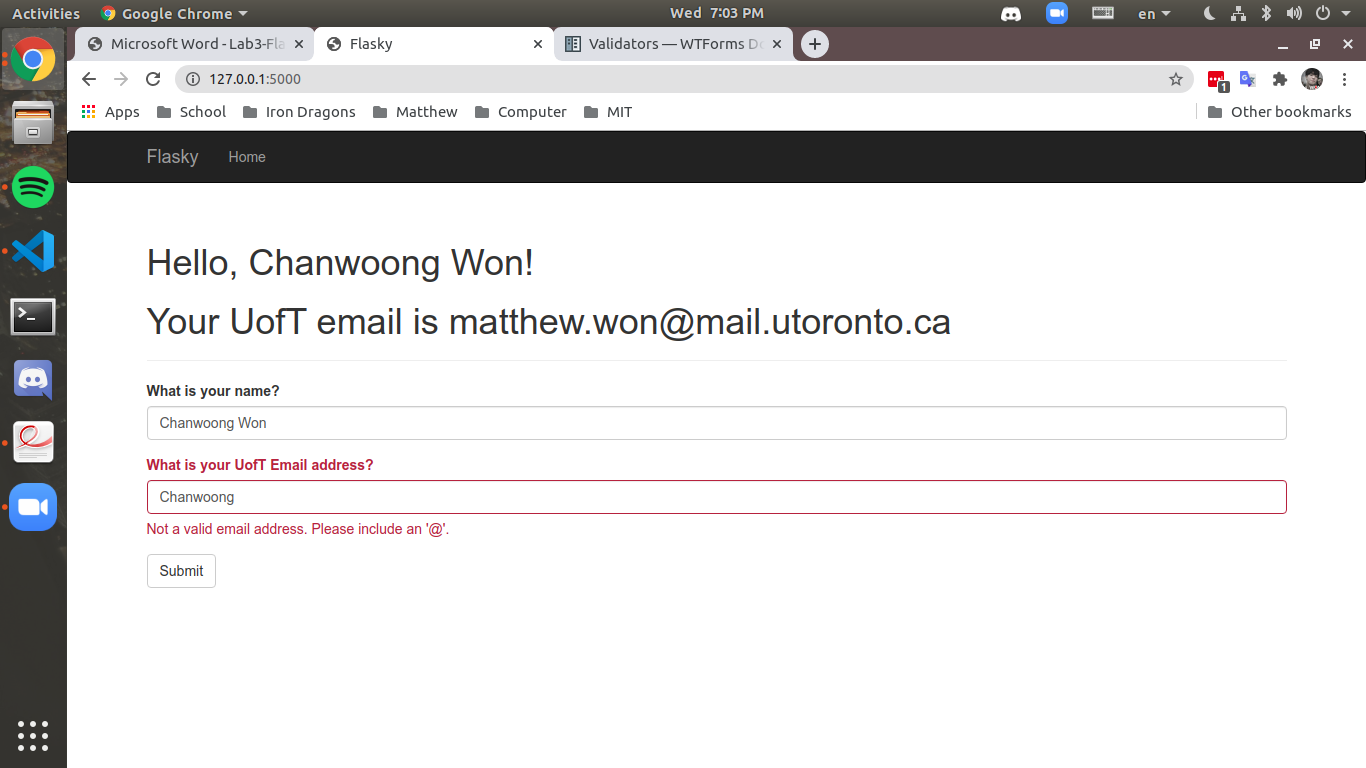 Activities Google Chrome Wed 7:03 PM en
Microsoft Word - Lab3-Fla Flasky Validators — WTForms Do
127.0.0.1:5000 1
Apps School Iron Dragons Matthew Computer MIT Other bookmarks
Flasky Home
Hello, Chanwoong Won!
Your UofT email is matthew.won@mail.utoronto.ca
What is your name?
Chanwoong Won
What is your UofT Email address?
Chanwoong
Not a valid email address. Please include an '@'.
Submit